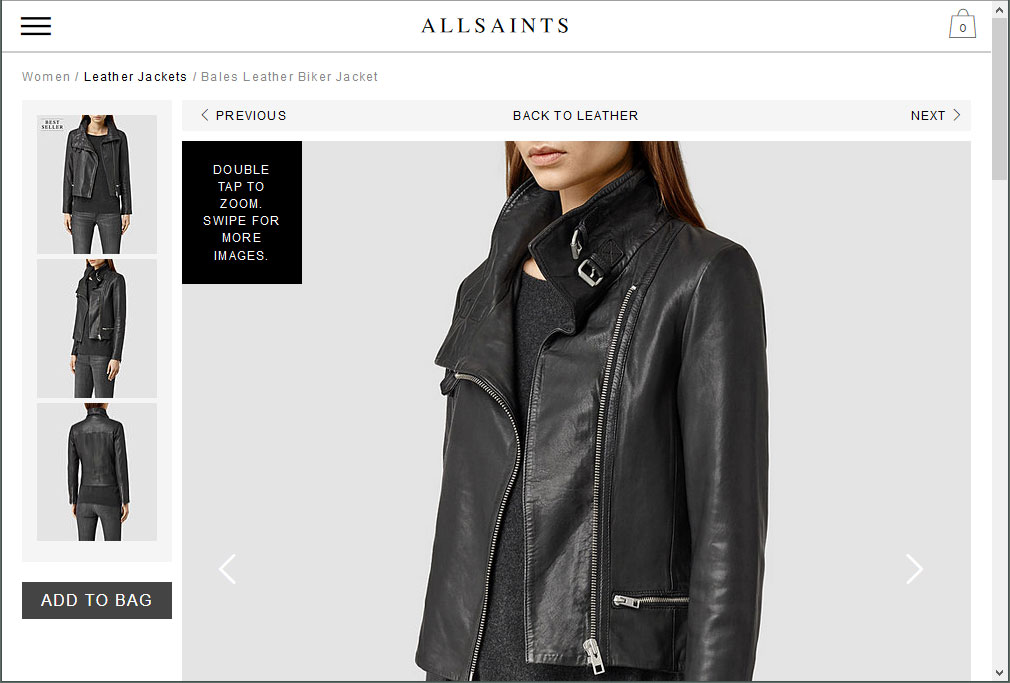 ALLSAINTS
0
Women / Leather Jackets / Bales Leather Biker Jacket
BEST
SELLER
PREVIOUS
BACK TO LEATHER
NEXT
DOUBLE
TAP TO
ZOOM.
SWIPE FOR
MORE
IMAGES.
ADD TO BAG